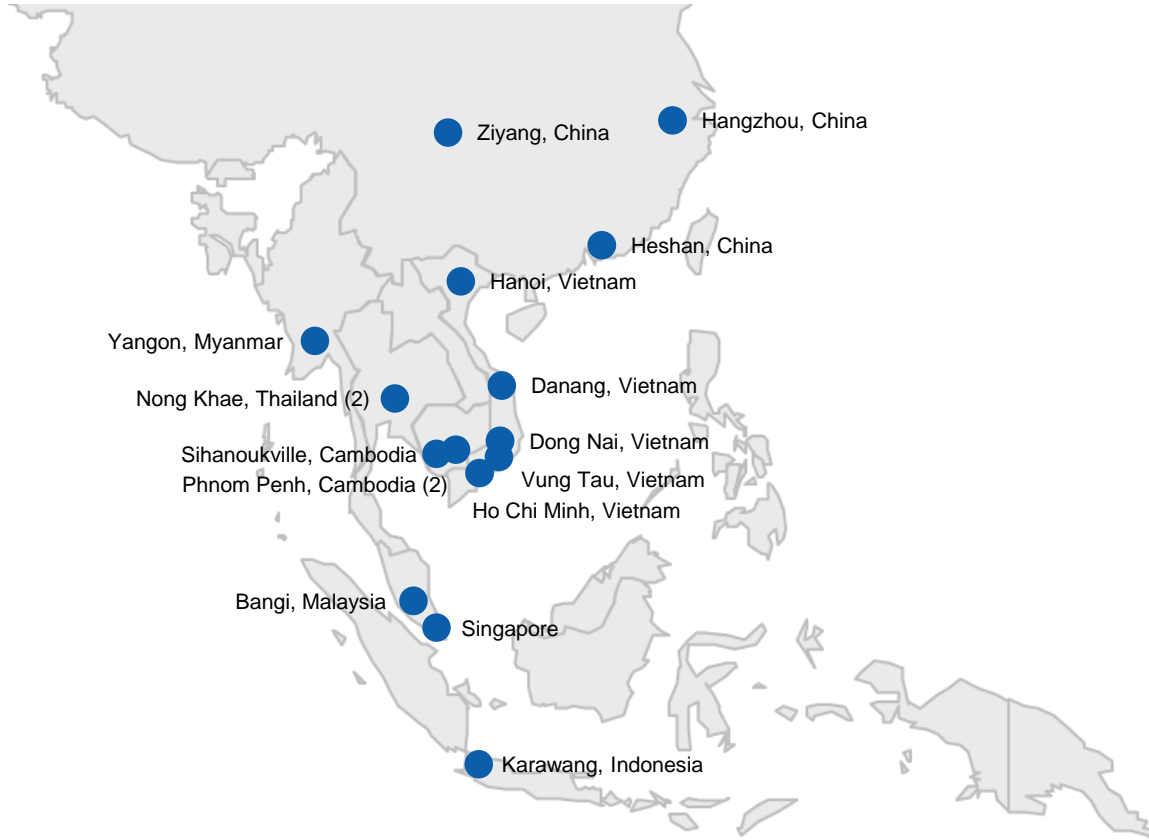 Hangzhou, China
Ziyang, China
Heshan, China
Hanoi, Vietnam
Yangon, Myanmar
Danang, Vietnam
Nong Khae, Thailand (2)
Dong Nai, Vietnam
Sihanoukville, Cambodia
Vung Tau, Vietnam
Phnom Penh, Cambodia (2)
Ho Chi Minh, Vietnam
Bangi, Malaysia
Singapore
Karawang, Indonesia